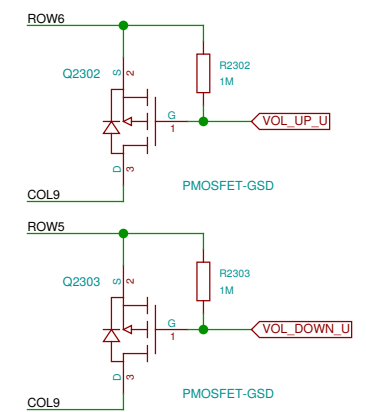 ROW6
Q2302
S
2
R2302
1M
G
1
VOL_UP_U
D
3
PMOSFET-GSD
COL9
ROW5
Q2303
S
2
R2303
1M
G
1
VOL_DOWN_U
D
3
PMOSFET-GSD
COL9